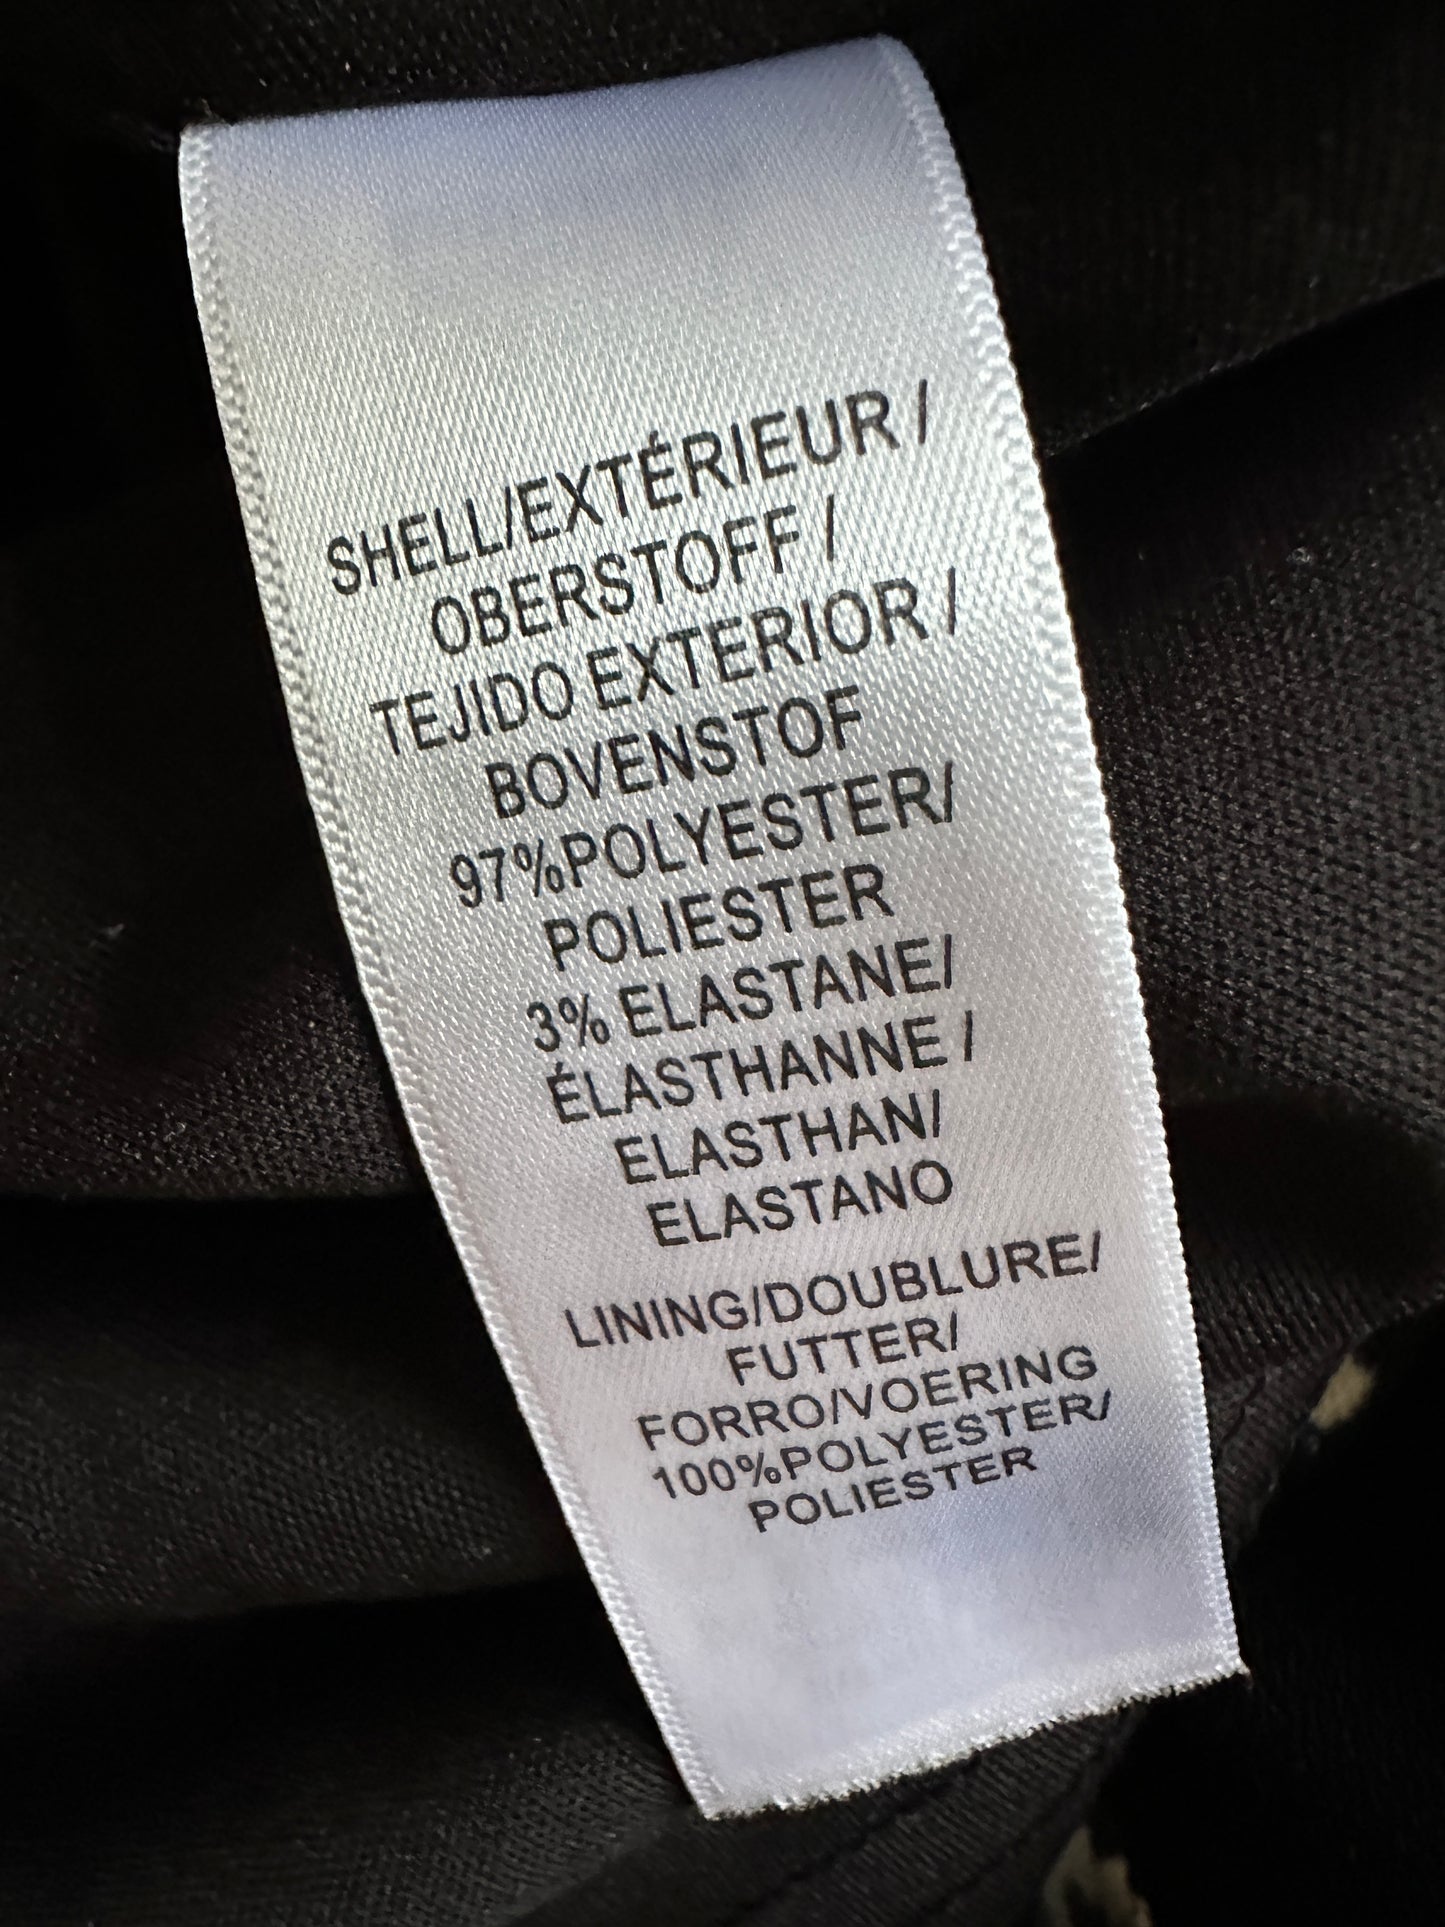 SHELL/EXTÉRIEUR /
OBERSTOFF /
TEJIDO EXTERIOR /
BOVENSTOF
97%POLYESTER/
POLIESTER
3% ELASTANE/
ÉLASTHANNE /
ELASTHAN/
ELASTANO
LINING/DOUBLURE/
FUTTER/
FORRO/VOERING
100%POLYESTER/
POLIESTER